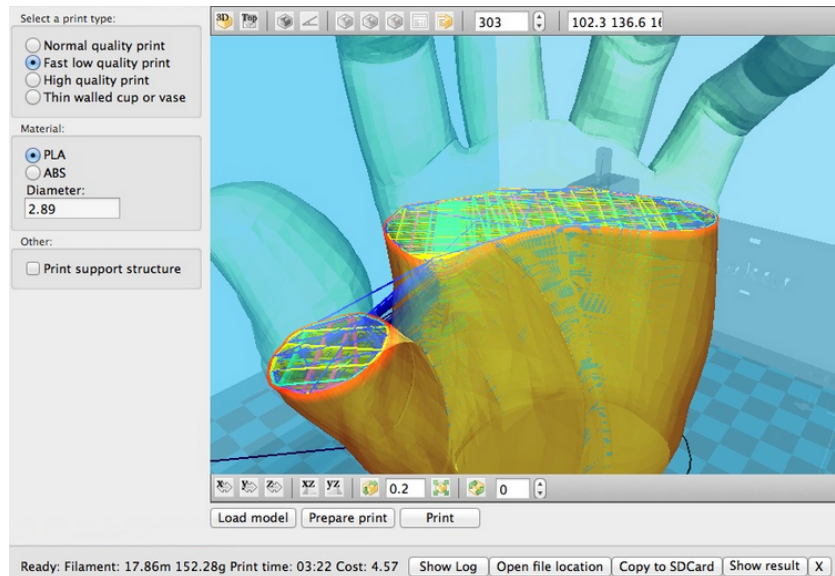 Select a print type:
Normal quality print
Fast low quality print
High quality print
Thin walled cup or vase
Material:
PLA
ABS
Diameter:
2.89
Other:
Print support structure
3D Top 303 102.3 136.6 16
x y z xz yz 0.2 0
Load model Prepare print Print
Ready: Filament: 17.86m 152.28g Print time: 03:22 Cost: 4.57 Show Log Open file location Copy to SDCard Show result X